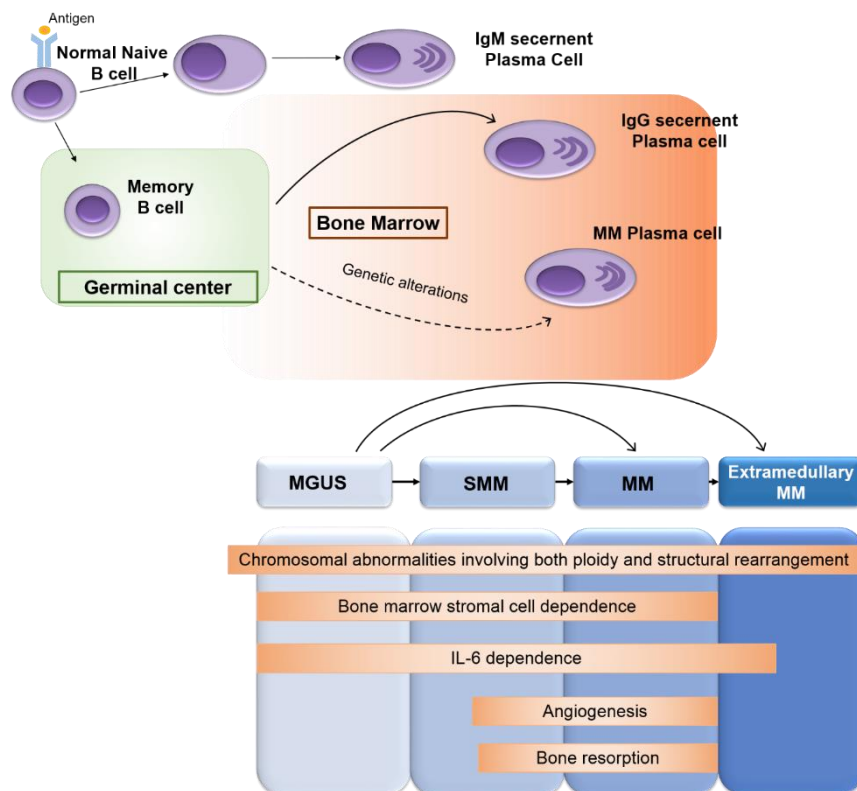 Antigen
Normal Naive
B cell
IgM secernent
Plasma Cell
IgG secernent
Plasma cell
Memory
B cell
Bone Marrow
MM Plasma cell
Genetic alterations
Germinal center
MGUS
SMM
MM
Extramedullary
MM
Chromosomal abnormalities involving both ploidy and structural rearrangement
Bone marrow stromal cell dependence
IL-6 dependence
Angiogenesis
Bone resorption